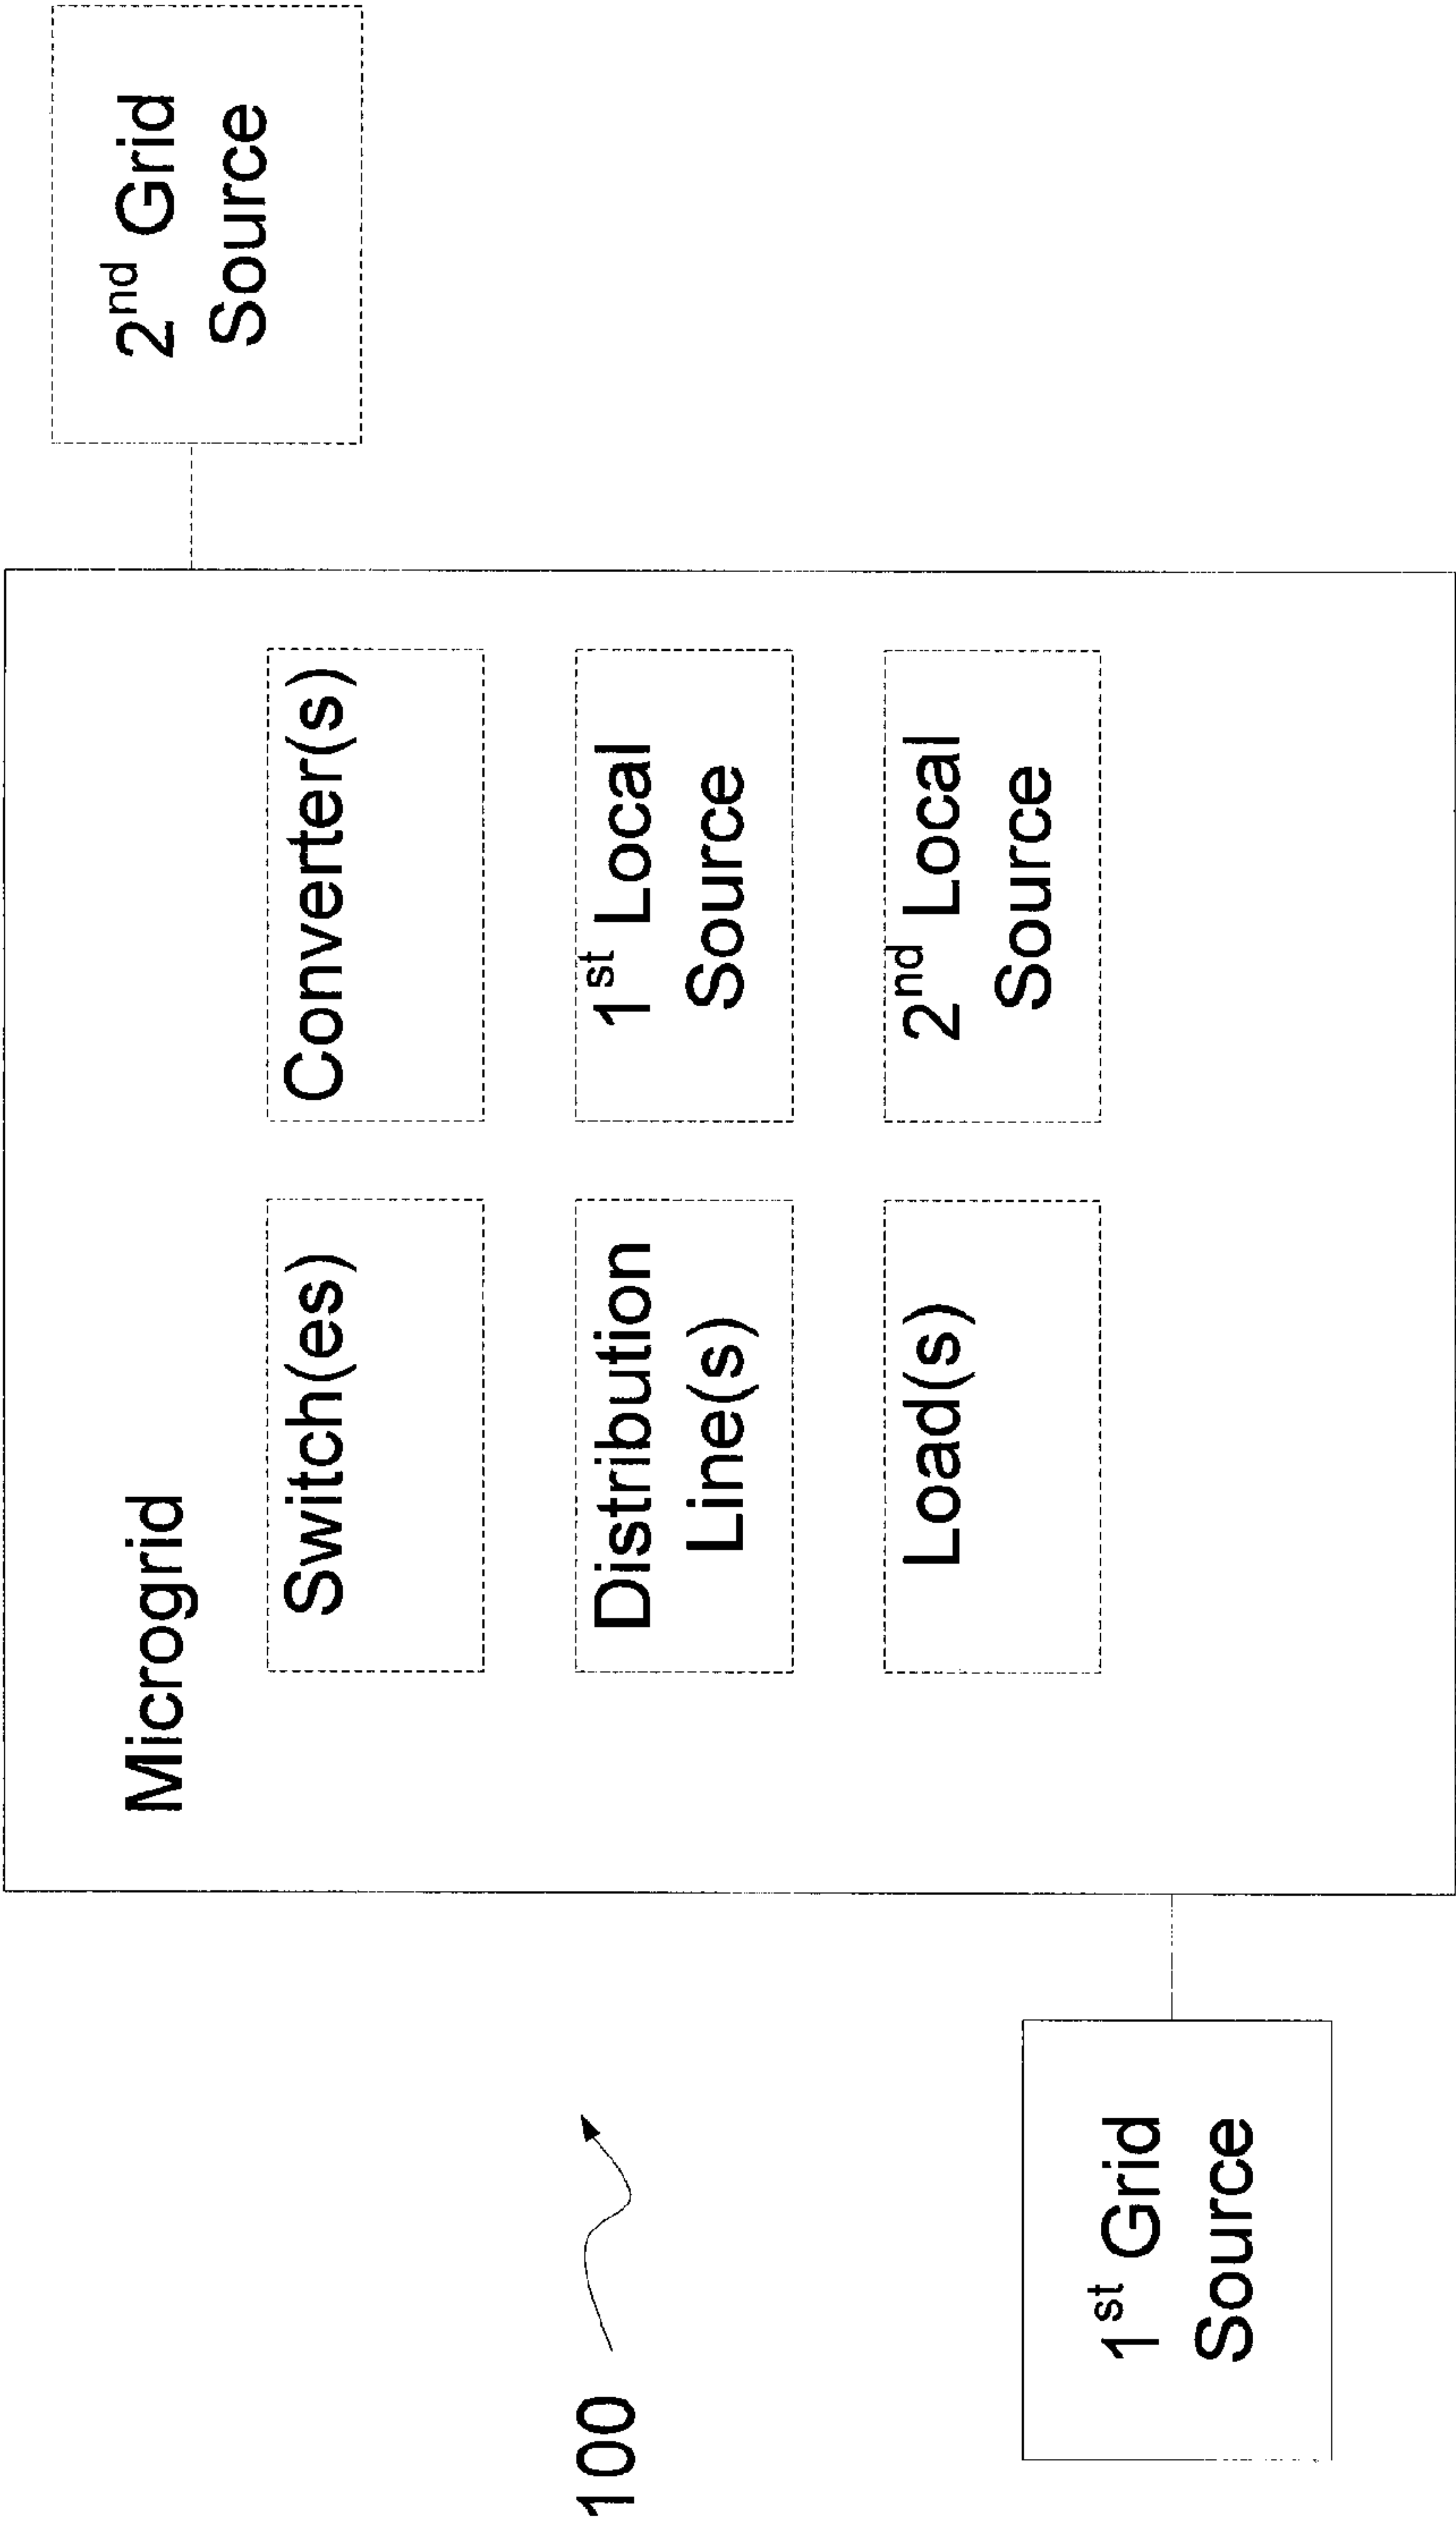 100
1st Grid
Source
Microgrid
Switch(es)
Converter(s)
Distribution
Line(s)
1st Local
Source
Load(s)
2nd Local
Source
2nd Grid
Source